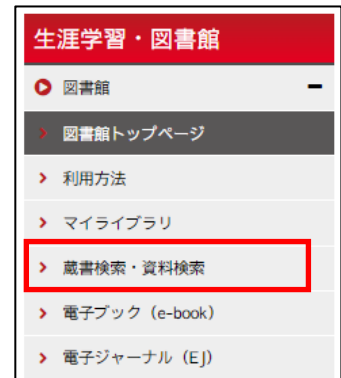 生涯学習・図書館
図書館
図書館トップページ
利用方法
マイライブラリ
蔵書検索・資料検索
電子ブック（e-book）
電子ジャーナル（EJ）